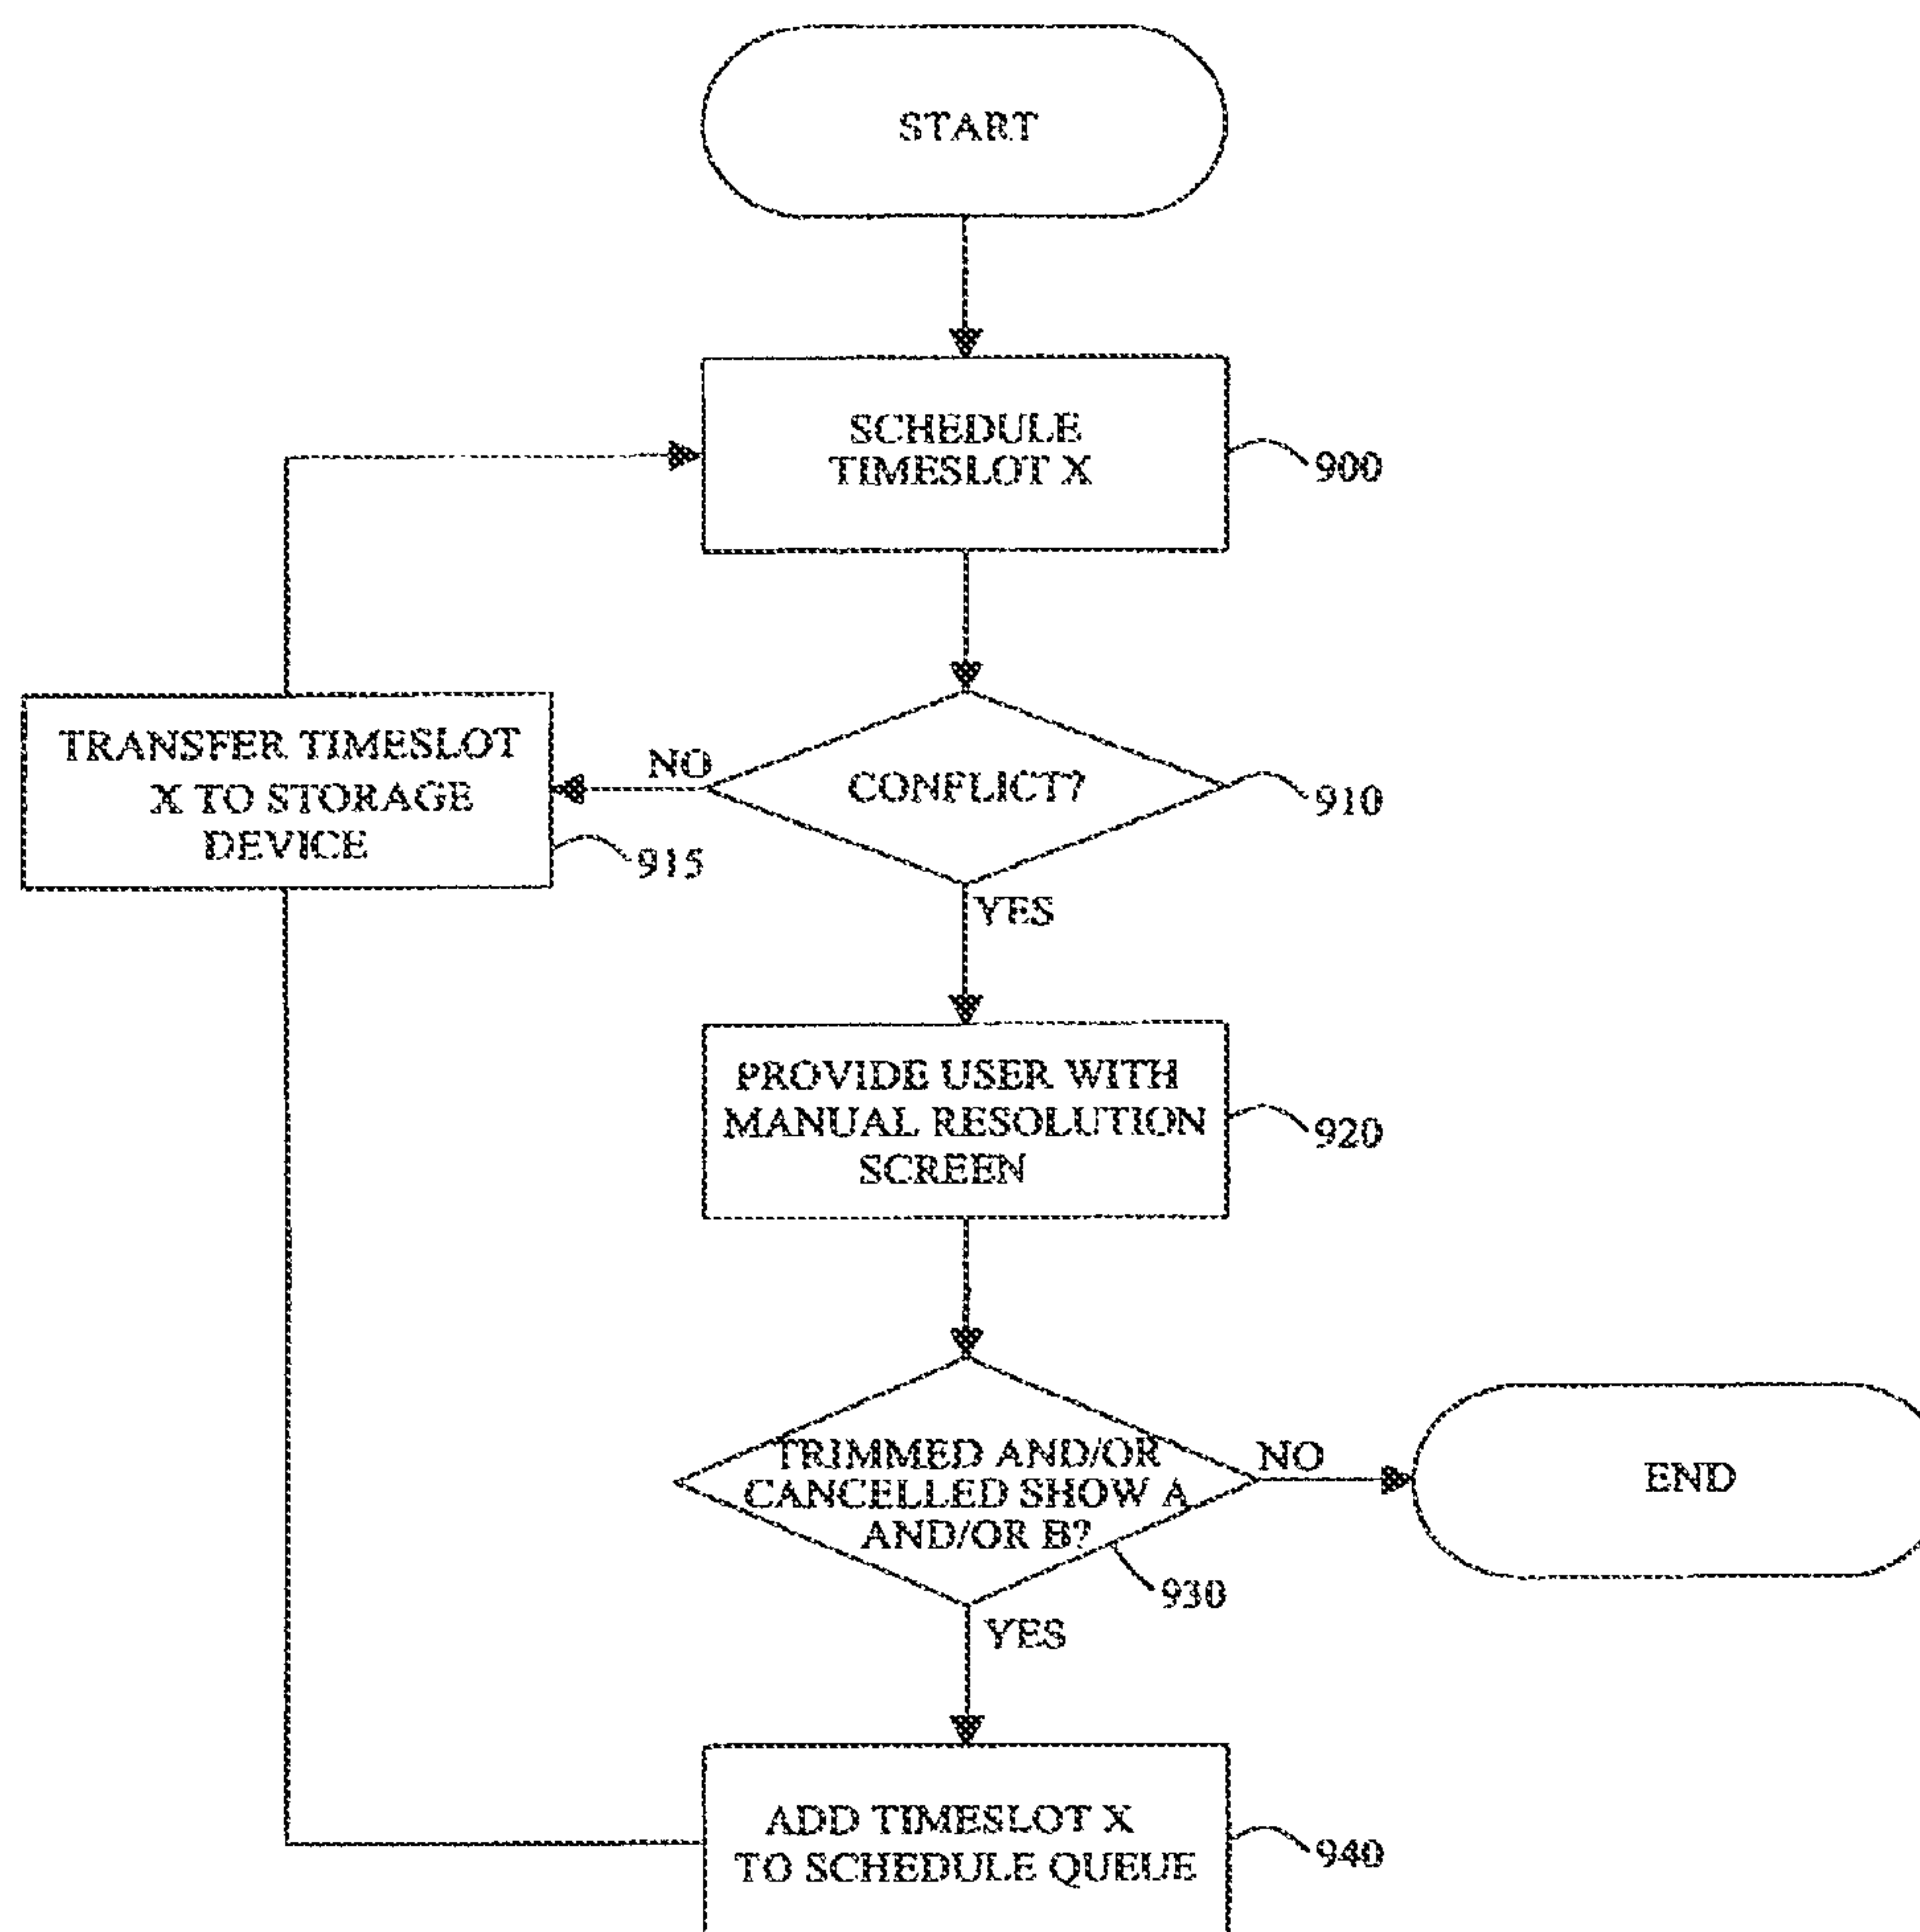 START
SCHEDULE
TIMESLOT X
900
TRANSFER TIMESLOT
X TO STORAGE
DEVICE
915
NO
CONFLICT?
910
YES
PROVIDE USER WITH
MANUAL RESOLUTION
SCREEN
920
TRIMMED AND/OR
CANCELLED SHOW A
AND/OR B?
930
NO
END
YES
ADD TIMESLOT X
TO SCHEDULE QUEUE
940